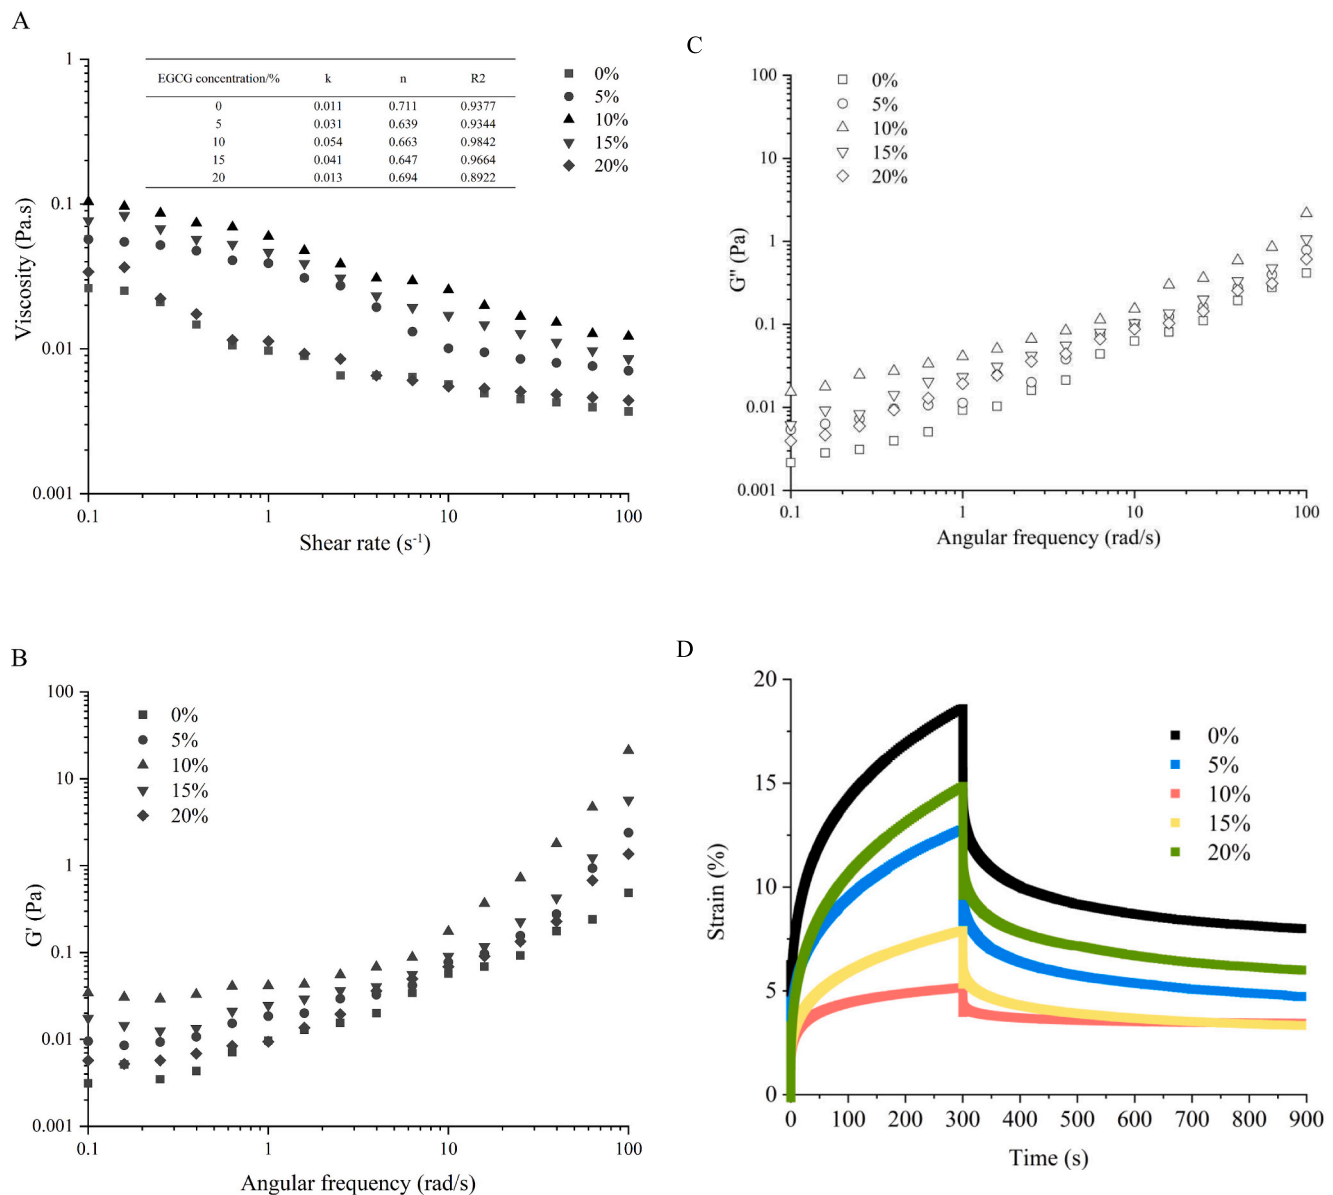 A
EGCG concentration/% k n R2
0 0.011 0.711 0.9377
5 0.031 0.639 0.9344
10 0.054 0.663 0.9842
15 0.041 0.647 0.9664
20 0.013 0.694 0.8922
0%
5%
10%
15%
20%
1
0.1
0.01
0.001
Viscosity (Pa.s)
0.1 1 10 100
Shear rate (s⁻¹)
C
0%
5%
10%
15%
20%
100
10
1
0.1
0.01
0.001
G'' (Pa)
0.1 1 10 100
Angular frequency (rad/s)
B
0%
5%
10%
15%
20%
100
10
1
0.1
0.01
0.001
G' (Pa)
0.1 1 10 100
Angular frequency (rad/s)
D
0%
5%
10%
15%
20%
20
15
10
5
0
Strain (%)
0 100 200 300 400 500 600 700 800 900
Time (s)